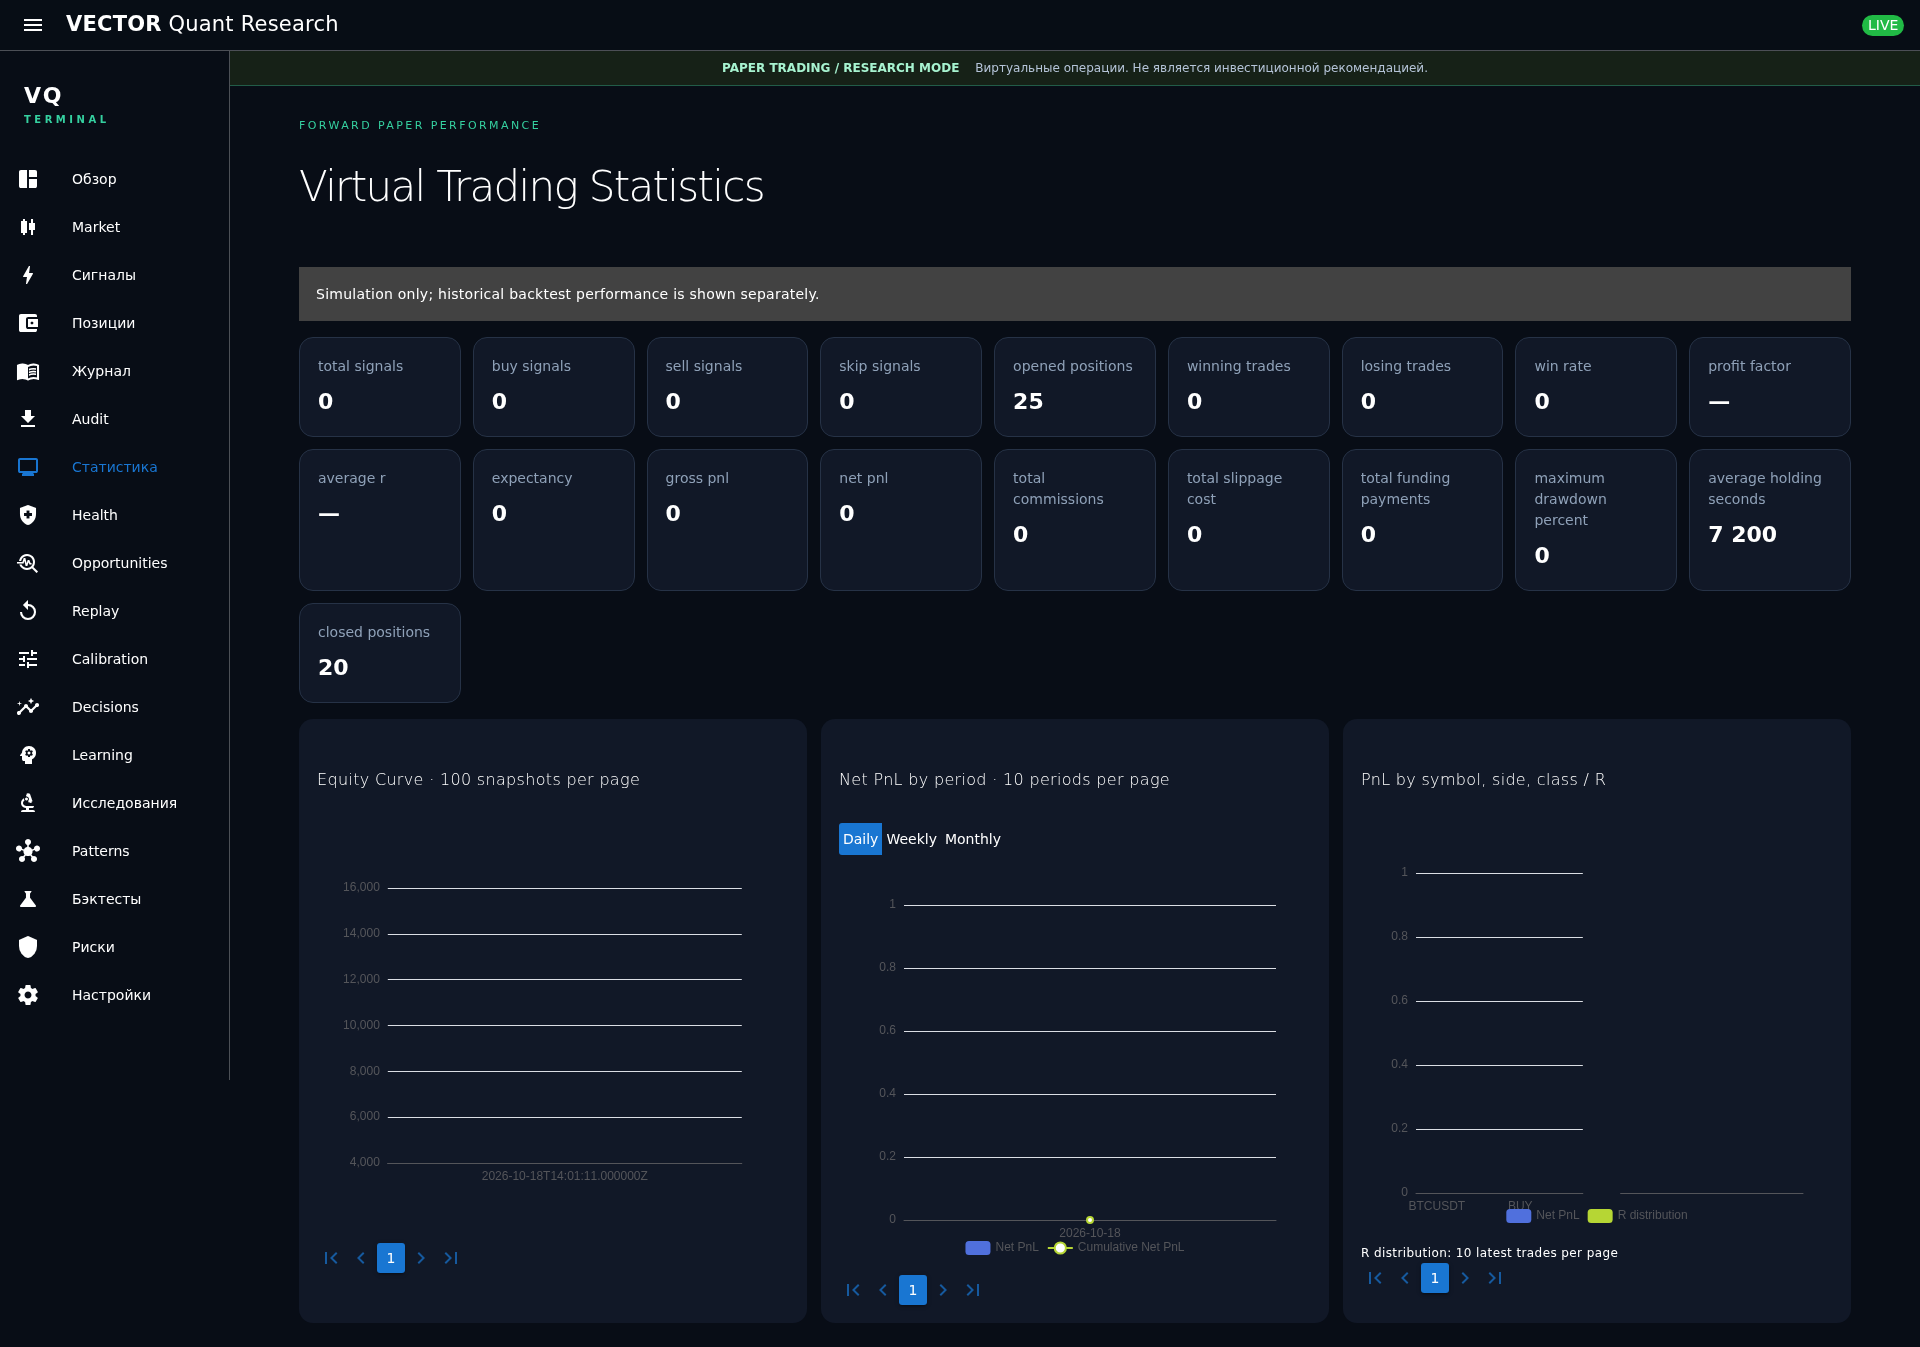 VECTOR Quant Research
LIVE
PAPER TRADING / RESEARCH MODE Виртуальные операции. Не является инвестиционной рекомендацией.
VQ
TERMINAL
Обзор
Market
Сигналы
Позиции
Журнал
Audit
Статистика
Health
Opportunities
Replay
Calibration
Decisions
Learning
Исследования
Patterns
Бэктесты
Риски
Настройки
FORWARD PAPER PERFORMANCE
Virtual Trading Statistics
Simulation only; historical backtest performance is shown separately.
total signals
0
buy signals
0
sell signals
0
skip signals
0
opened positions
25
winning trades
0
losing trades
0
win rate
0
profit factor
—
average r
—
expectancy
0
gross pnl
0
net pnl
0
total
commissions
0
total slippage
cost
0
total funding
payments
0
maximum
drawdown
percent
0
average holding
seconds
7 200
closed positions
20
Equity Curve · 100 snapshots per page
16,000
14,000
12,000
10,000
8,000
6,000
4,000
2026-10-18T14:01:11.000000Z
1
Net PnL by period · 10 periods per page
Daily Weekly Monthly
1
0.8
0.6
0.4
0.2
0
2026-10-18
Net PnL Cumulative Net PnL
1
PnL by symbol, side, class / R
1
0.8
0.6
0.4
0.2
0
BTCUSDT BUY
Net PnL R distribution
R distribution: 10 latest trades per page
1